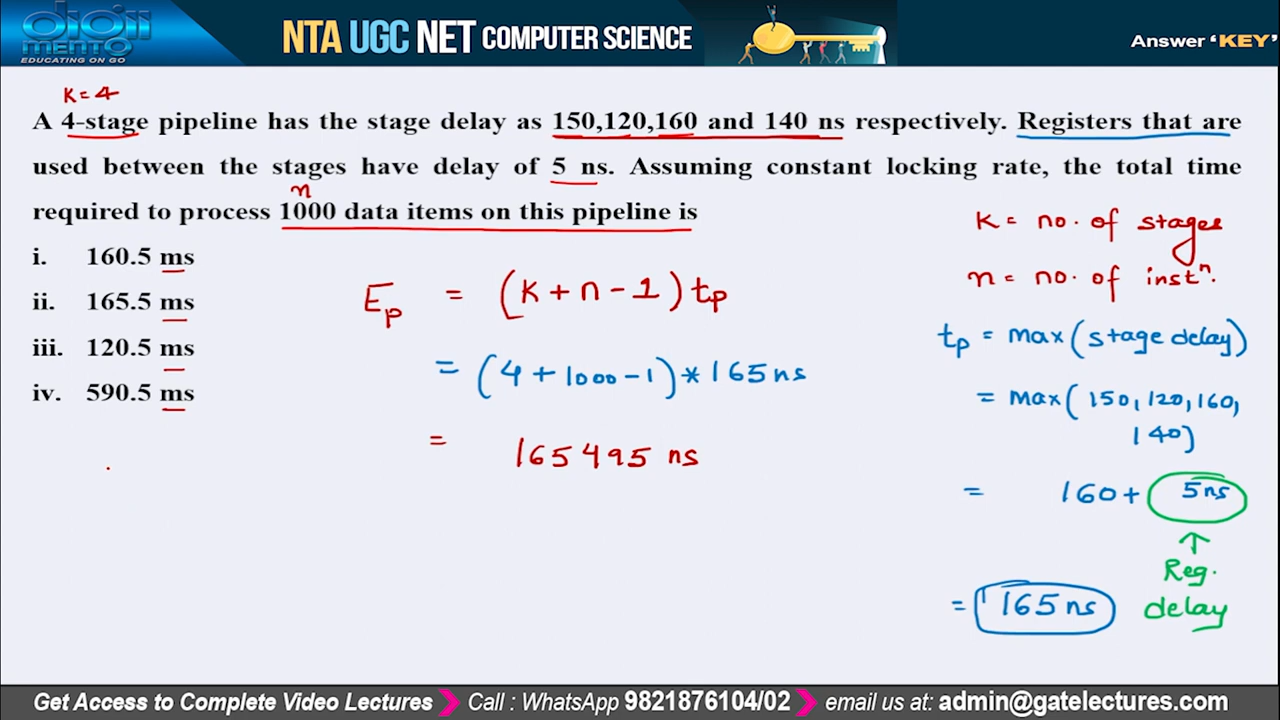 didii
MENTO
EDUCATING ON GO
NTA UGC NET COMPUTER SCIENCE
Answer ‘KEY’
K=4
A 4-stage pipeline has the stage delay as 150,120,160 and 140 ns respectively. Registers that are
used between the stages have delay of 5 ns. Assuming constant locking rate, the total time
n
required to process 1000 data items on this pipeline is
i. 160.5 ms
ii. 165.5 ms
iii. 120.5 ms
iv. 590.5 ms
Ep = (K+n-1)tp
= (4+1000-1)*165ns
= 165495 ns
K= no. of stages
n= no. of instⁿ.
tp = max(stage delay)
= max(150,120,160,
140)
= 160+ 5ns
↑
Reg.
delay
= 165ns
Get Access to Complete Video Lectures
Call : WhatsApp 9821876104/02
email us at: admin@gatelectures.com